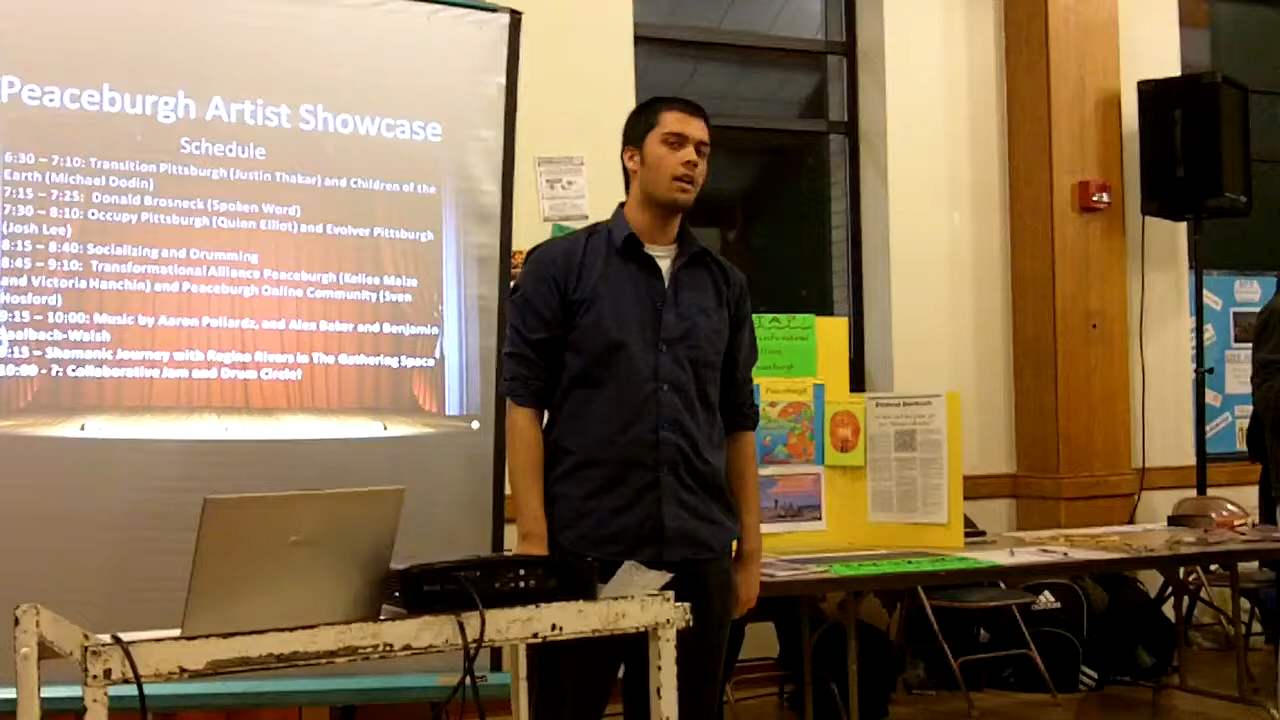 Peaceburgh Artist Showcase
Schedule
6:30 – 7:10: Transition Pittsburgh (Justin Thakar) and Children of the
Earth (Michael Dodin)
7:15 – 7:25: Donald Brosneck (Spoken Word)
7:30 – 8:10: Occupy Pittsburgh (Quinn Elliot) and Evolver Pittsburgh
(Josh Lee)
8:15 – 8:40: Socializing and Drumming
8:45 – 9:10: Transformational Alliance Peaceburgh (Kellee Maize
and Victoria Hanchin) and Peaceburgh Online Community (Sven
Hosford)
9:15 – 10:00: Music by Aaron Pollardz, and Alex Baker and Benjamin
9:15 – Shamanic Journey with Regina Rivers in The Gathering Space
10:00 - 7: Collaborative Jam and Drum Circle!
TAP
Peaceburgh
adidas